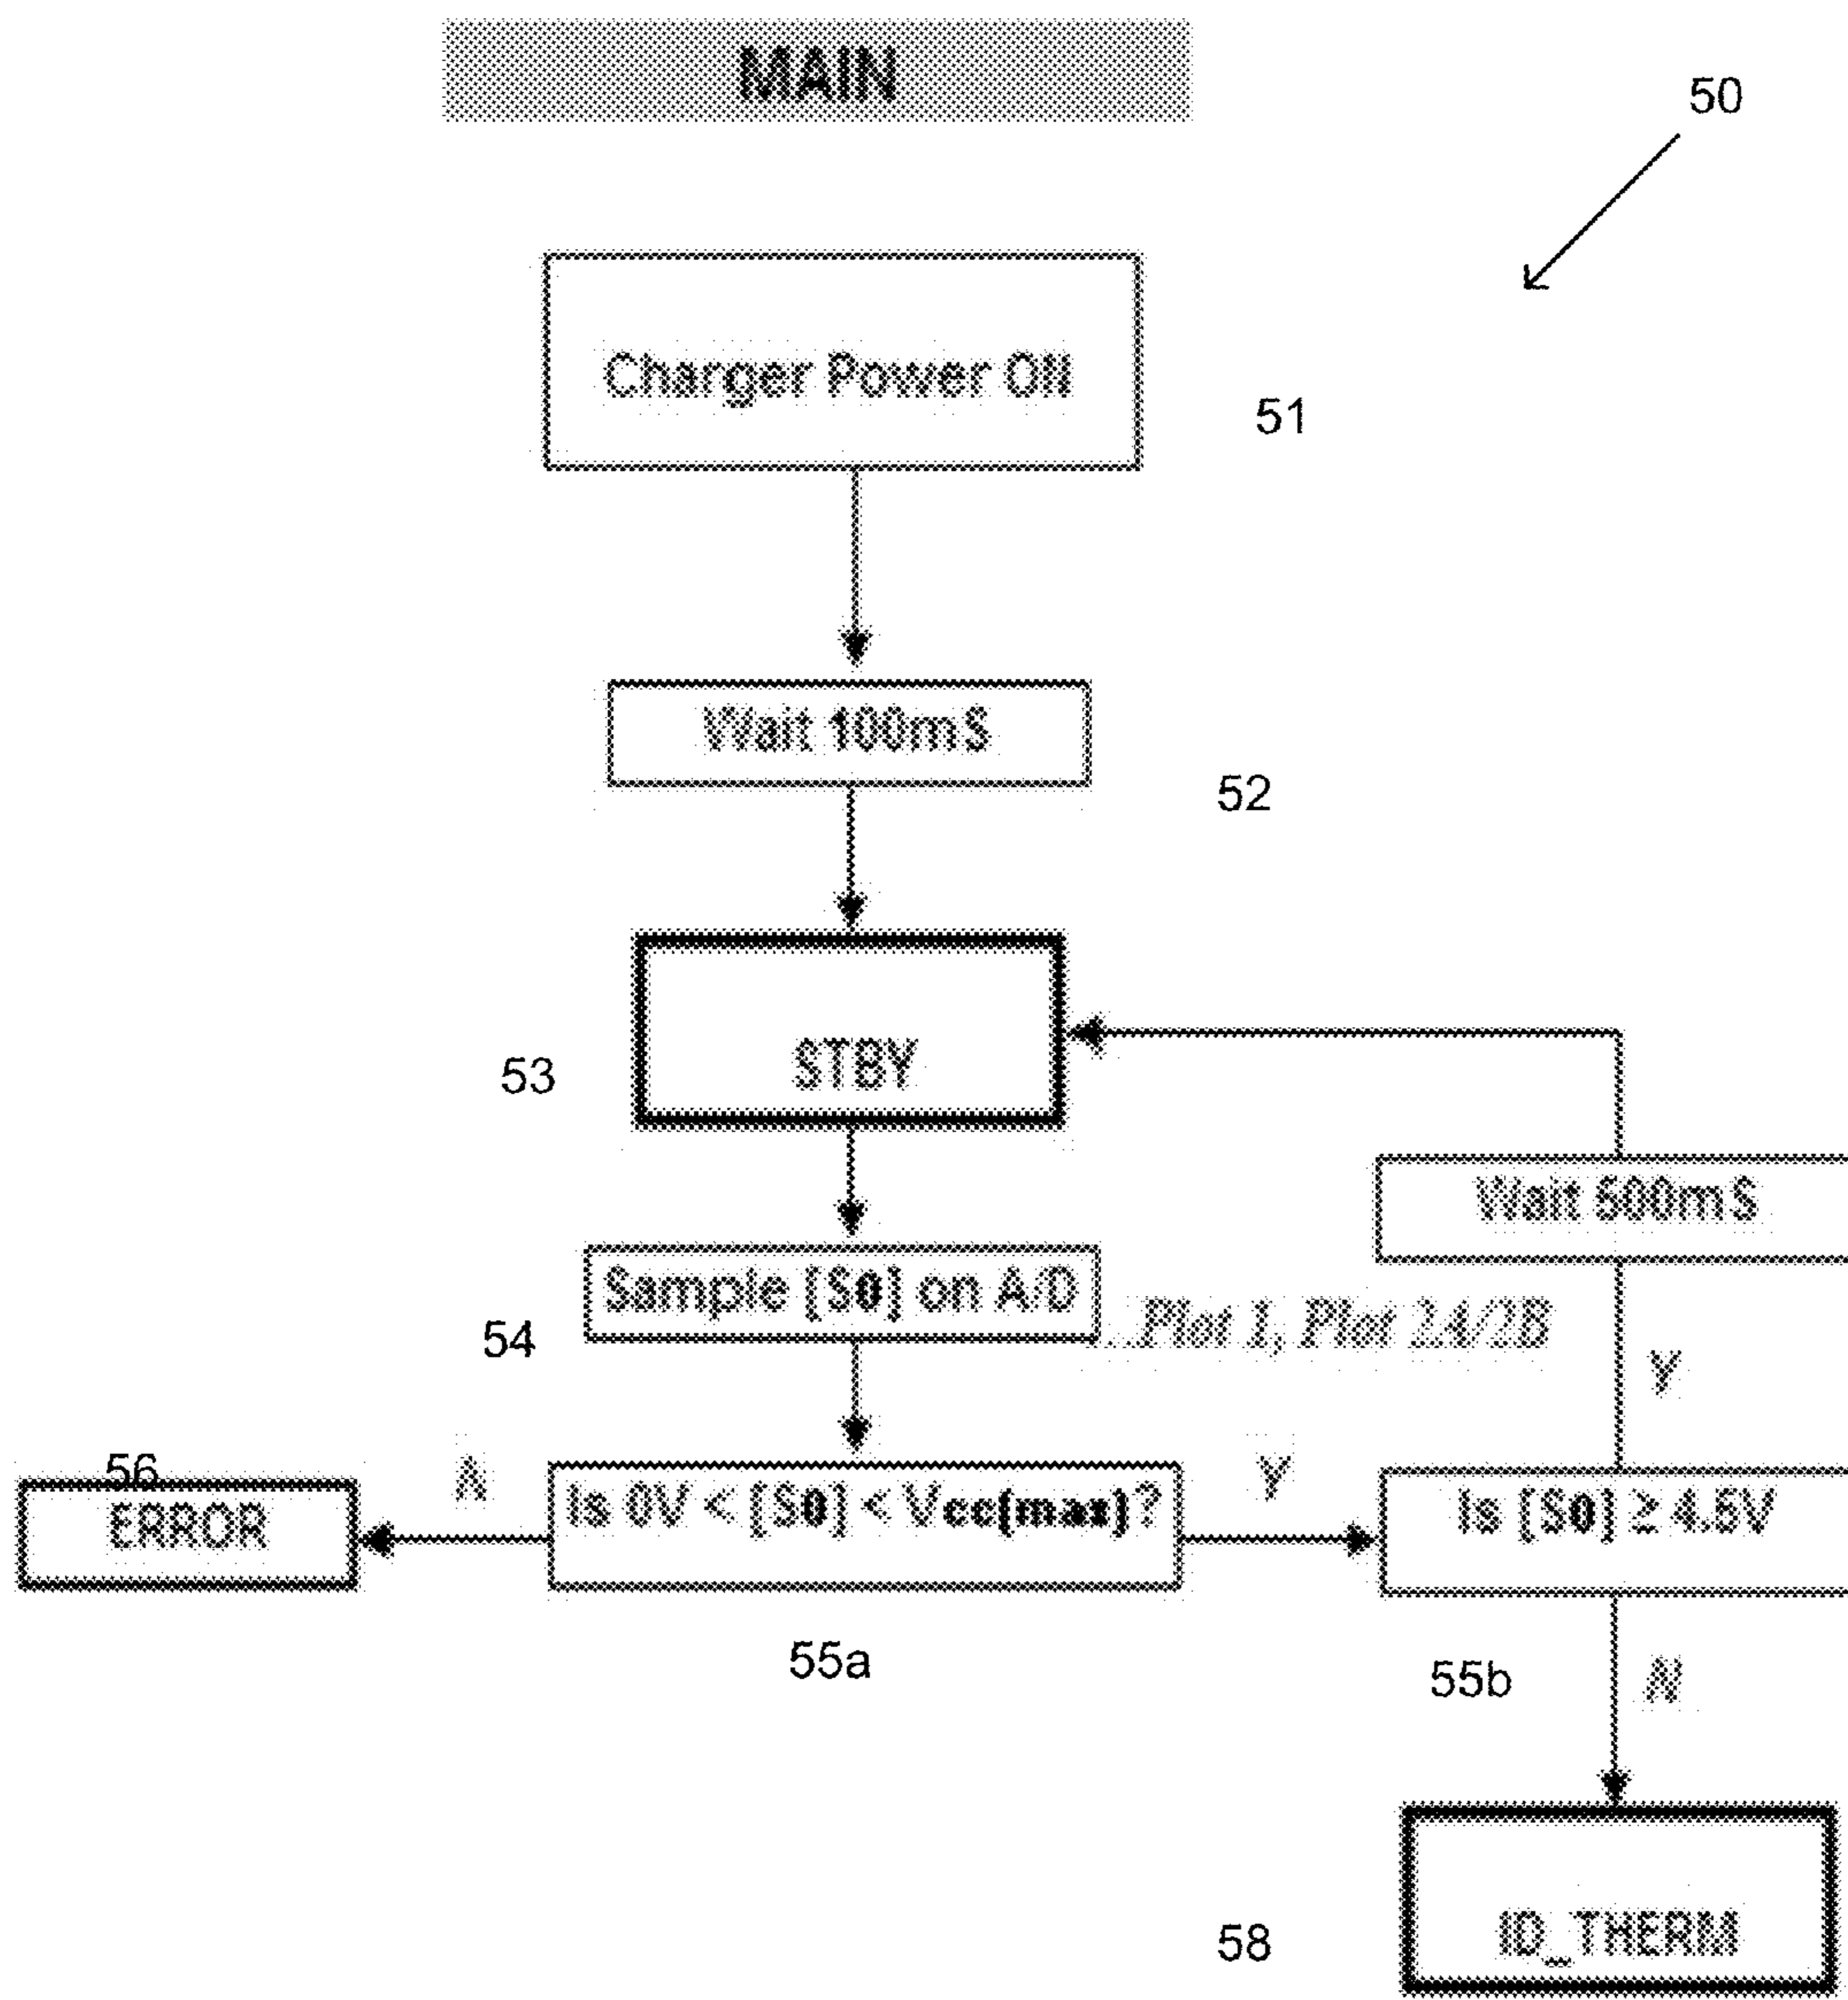 MAIN
50
Charger Power ON
51
Wait 100mS
52
STBY
53
Wait 500mS
Sample [S0] on A/D
54
...Plot 1, Plot 2A/2B
Y
56
ERROR
N
Is 0V < [S0] < Vcc(max)?
Y
Is [S0] ≥ 4.5V
55a
55b
N
ID_THERM
58